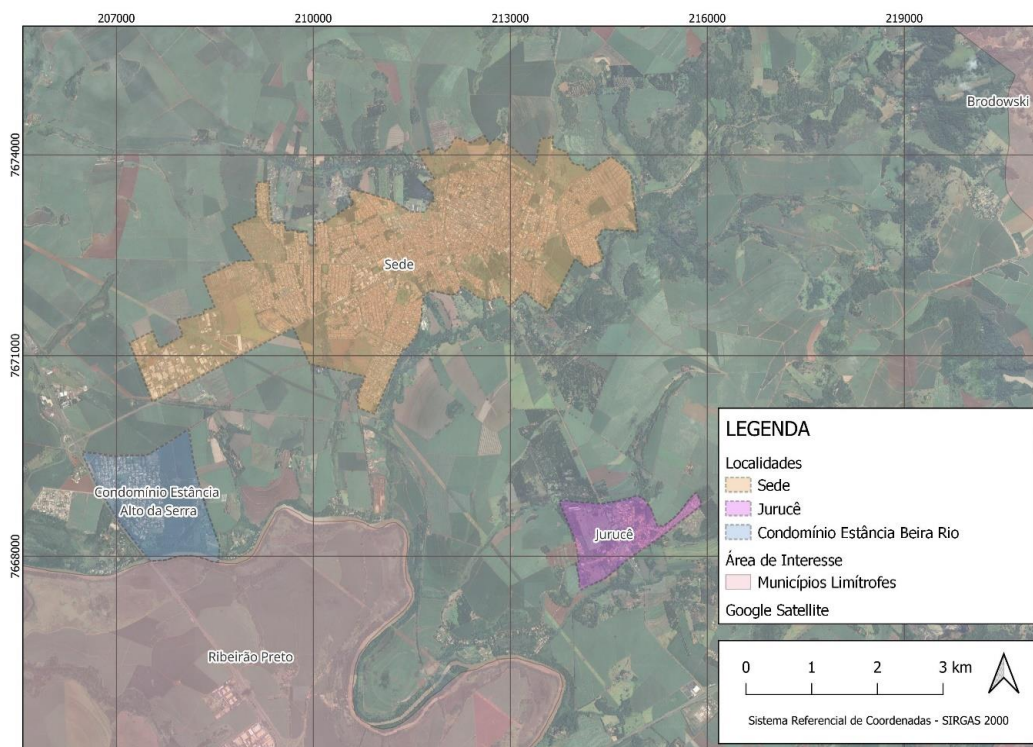 207000
210000
213000
216000
219000
Brodowski
7674000
Sede
7671000
Condomínio Estância
Alto da Serra
Jurucê
7668000
Ribeirão Preto
LEGENDA
Localidades
Sede
Jurucê
Condomínio Estância Beira Rio
Área de Interesse
Municípios Limítrofes
Google Satellite
0 1 2 3 km
Sistema Referencial de Coordenadas - SIRGAS 2000